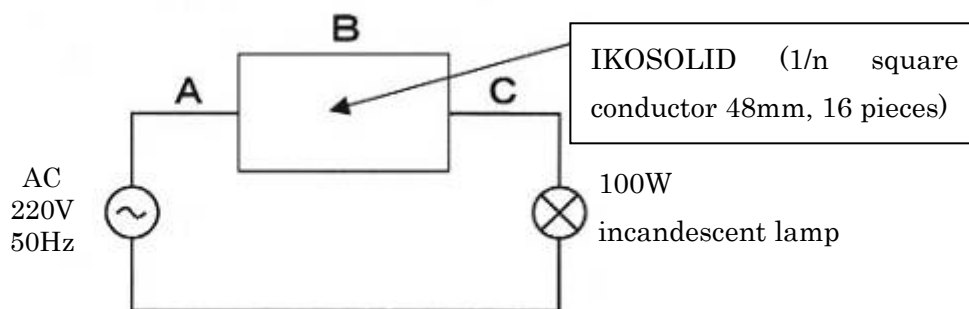 B
IKOSOLID (1/n square
conductor 48mm, 16 pieces)
A
C
AC
220V
50Hz
100W
incandescent lamp